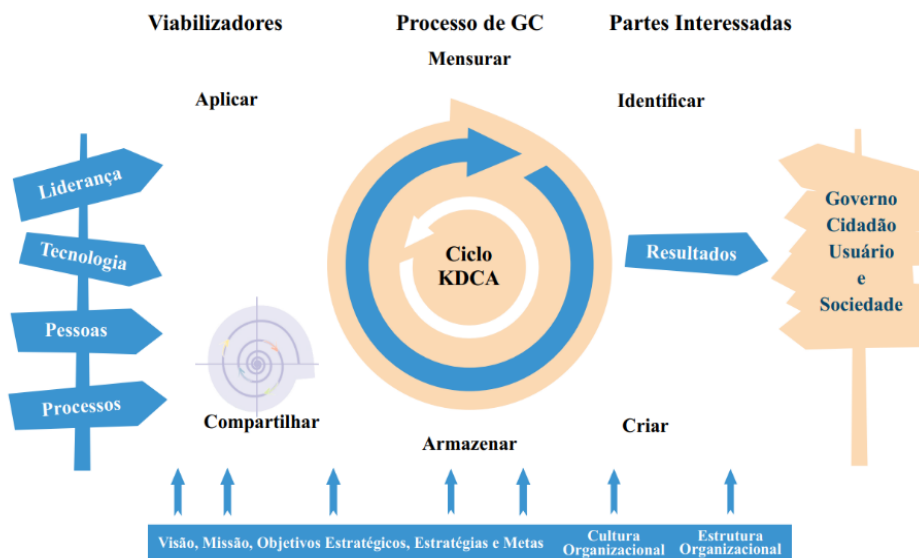 Viabilizadores
Processo de GC
Partes Interessadas
Mensurar
Aplicar
Identificar
Liderança
Tecnologia
Pessoas
Processos
Ciclo
KDCA
Resultados
Governo
Cidadão
Usuário
e
Sociedade
Compartilhar
Armazenar
Criar
Visão, Missão, Objetivos Estratégicos, Estratégias e Metas
Cultura
Organizacional
Estrutura
Organizacional